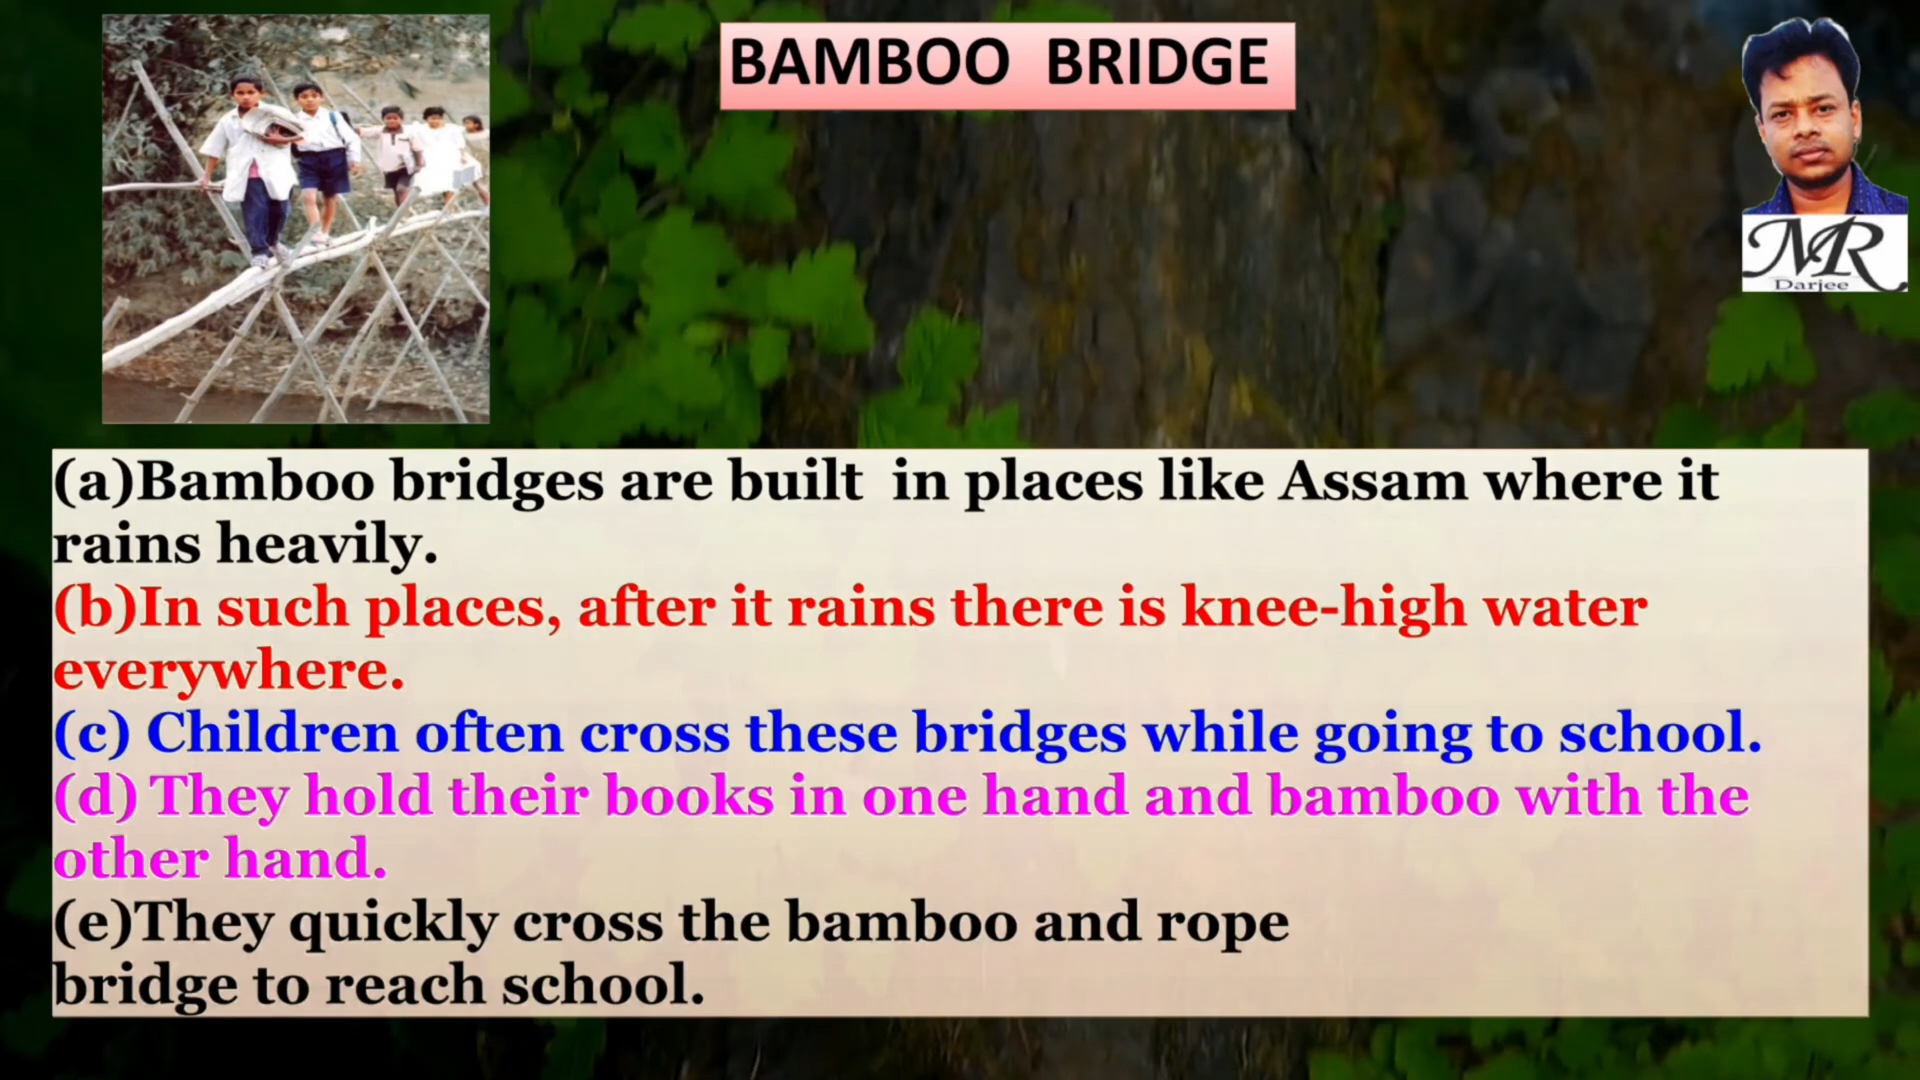 BAMBOO BRIDGE
MR
Darjee
(a)Bamboo bridges are built in places like Assam where it
rains heavily.
(b)In such places, after it rains there is knee-high water
everywhere.
(c) Children often cross these bridges while going to school.
(d) They hold their books in one hand and bamboo with the
other hand.
(e)They quickly cross the bamboo and rope
bridge to reach school.